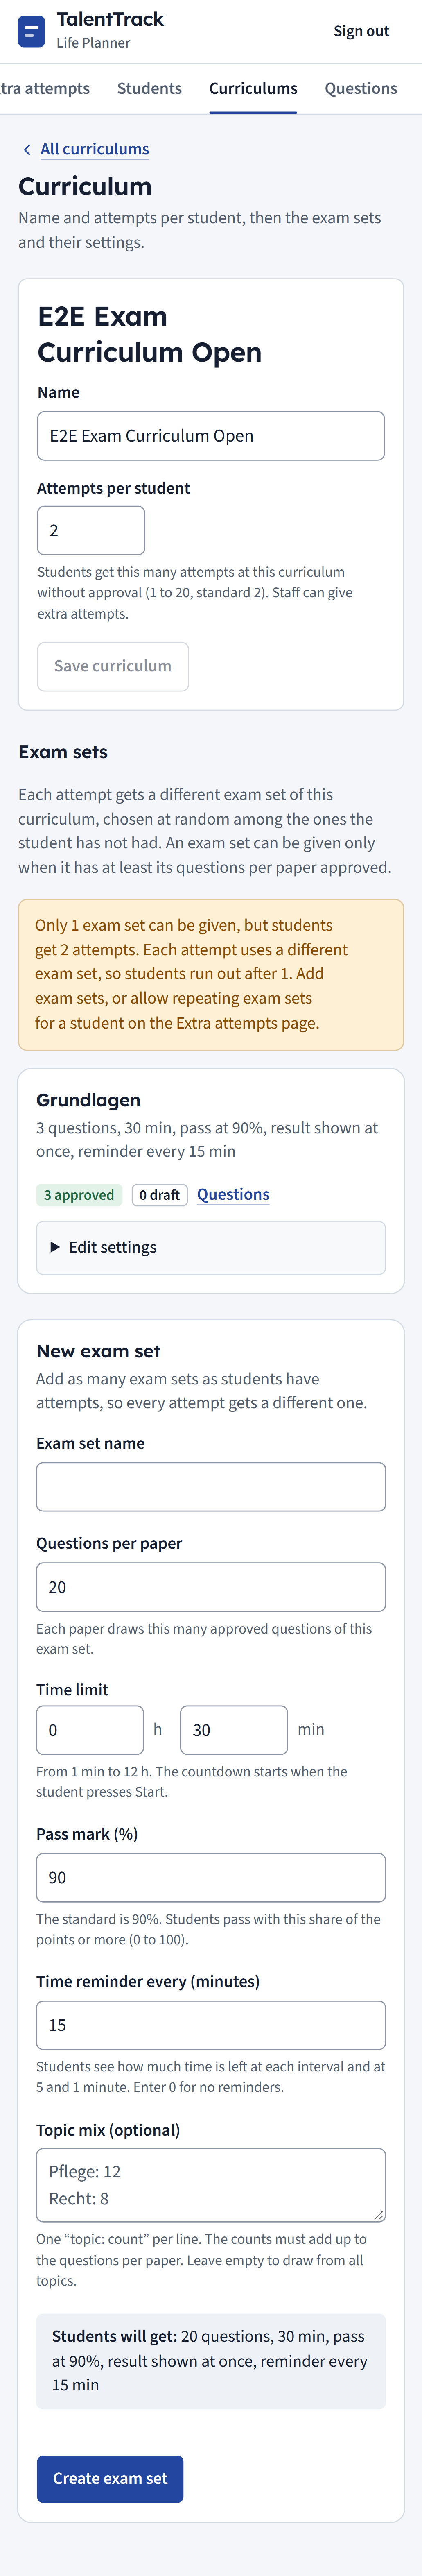 TalentTrack
Life Planner
Sign out
tra attempts
Students
Curriculums
Questions
All curriculums
Curriculum
Name and attempts per student, then the exam sets
and their settings.
E2E Exam
Curriculum Open
Name
E2E Exam Curriculum Open
Attempts per student
2
Students get this many attempts at this curriculum
without approval (1 to 20, standard 2). Staff can give
extra attempts.
Save curriculum
Exam sets
Each attempt gets a different exam set of this
curriculum, chosen at random among the ones the
student has not had. An exam set can be given only
when it has at least its questions per paper approved.
Only 1 exam set can be given, but students
get 2 attempts. Each attempt uses a different
exam set, so students run out after 1. Add
exam sets, or allow repeating exam sets
for a student on the Extra attempts page.
Grundlagen
3 questions, 30 min, pass at 90%, result shown at
once, reminder every 15 min
3 approved
0 draft
Questions
Edit settings
New exam set
Add as many exam sets as students have
attempts, so every attempt gets a different one.
Exam set name
Questions per paper
20
Each paper draws this many approved questions of this
exam set.
Time limit
0 h 30 min
From 1 min to 12 h. The countdown starts when the
student presses Start.
Pass mark (%)
90
The standard is 90%. Students pass with this share of the
points or more (0 to 100).
Time reminder every (minutes)
15
Students see how much time is left at each interval and at
5 and 1 minute. Enter 0 for no reminders.
Topic mix (optional)
Pflege: 12
Recht: 8
One “topic: count” per line. The counts must add up to
the questions per paper. Leave empty to draw from all
topics.
Students will get: 20 questions, 30 min, pass
at 90%, result shown at once, reminder every
15 min
Create exam set